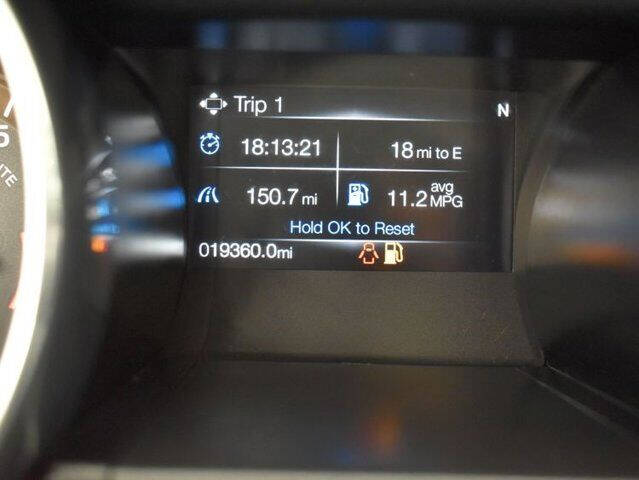 Trip 1
N
18:13:21
18 mi to E
150.7 mi
11.2 avg MPG
Hold OK to Reset
019360.0mi
5